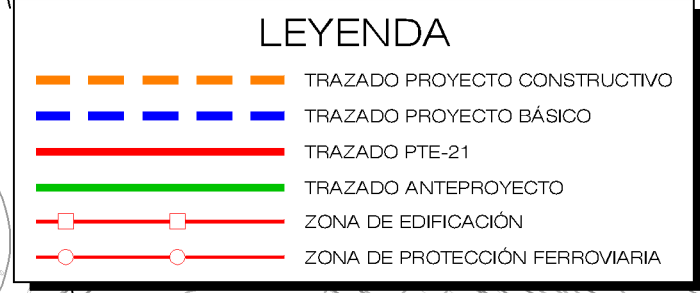 LEYENDA
TRAZADO PROYECTO CONSTRUCTIVO
TRAZADO PROYECTO BÁSICO
TRAZADO PTE-21
TRAZADO ANTEPROYECTO
ZONA DE EDIFICACIÓN
ZONA DE PROTECCIÓN FERROVIARIA